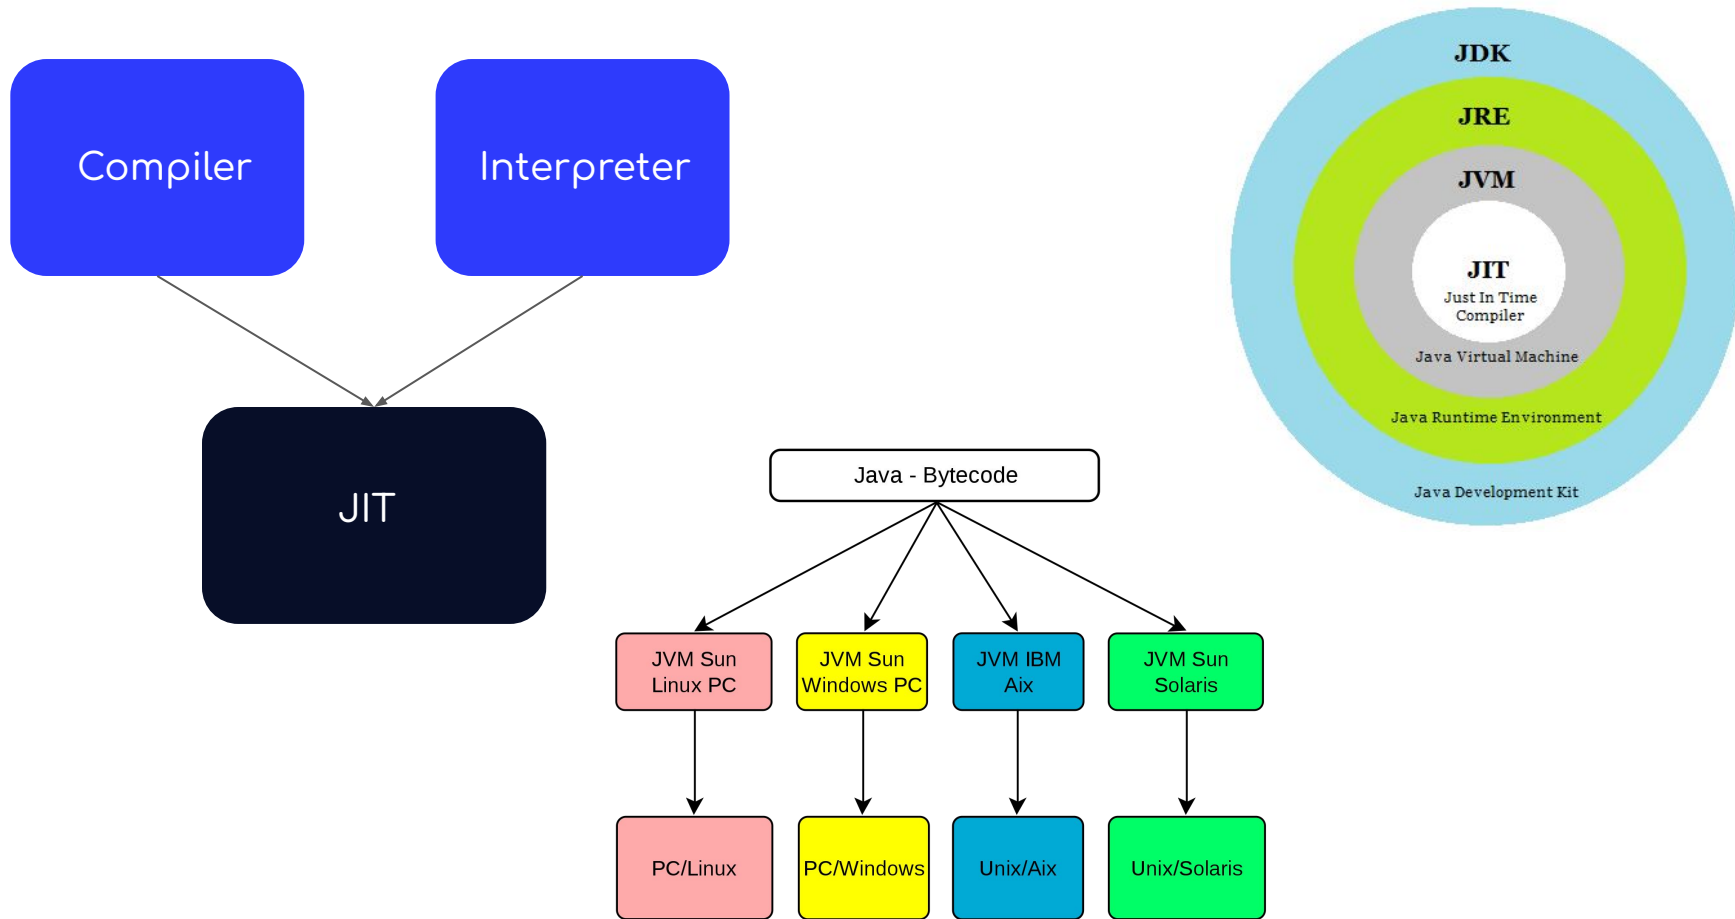 Compiler
Interpreter
JIT
JDK
JRE
JVM
JIT
Just In Time
Compiler
Java Virtual Machine
Java Runtime Environment
Java Development Kit
Java - Bytecode
JVM Sun
Linux PC
JVM Sun
Windows PC
JVM IBM
Aix
JVM Sun
Solaris
PC/Linux
PC/Windows
Unix/Aix
Unix/Solaris